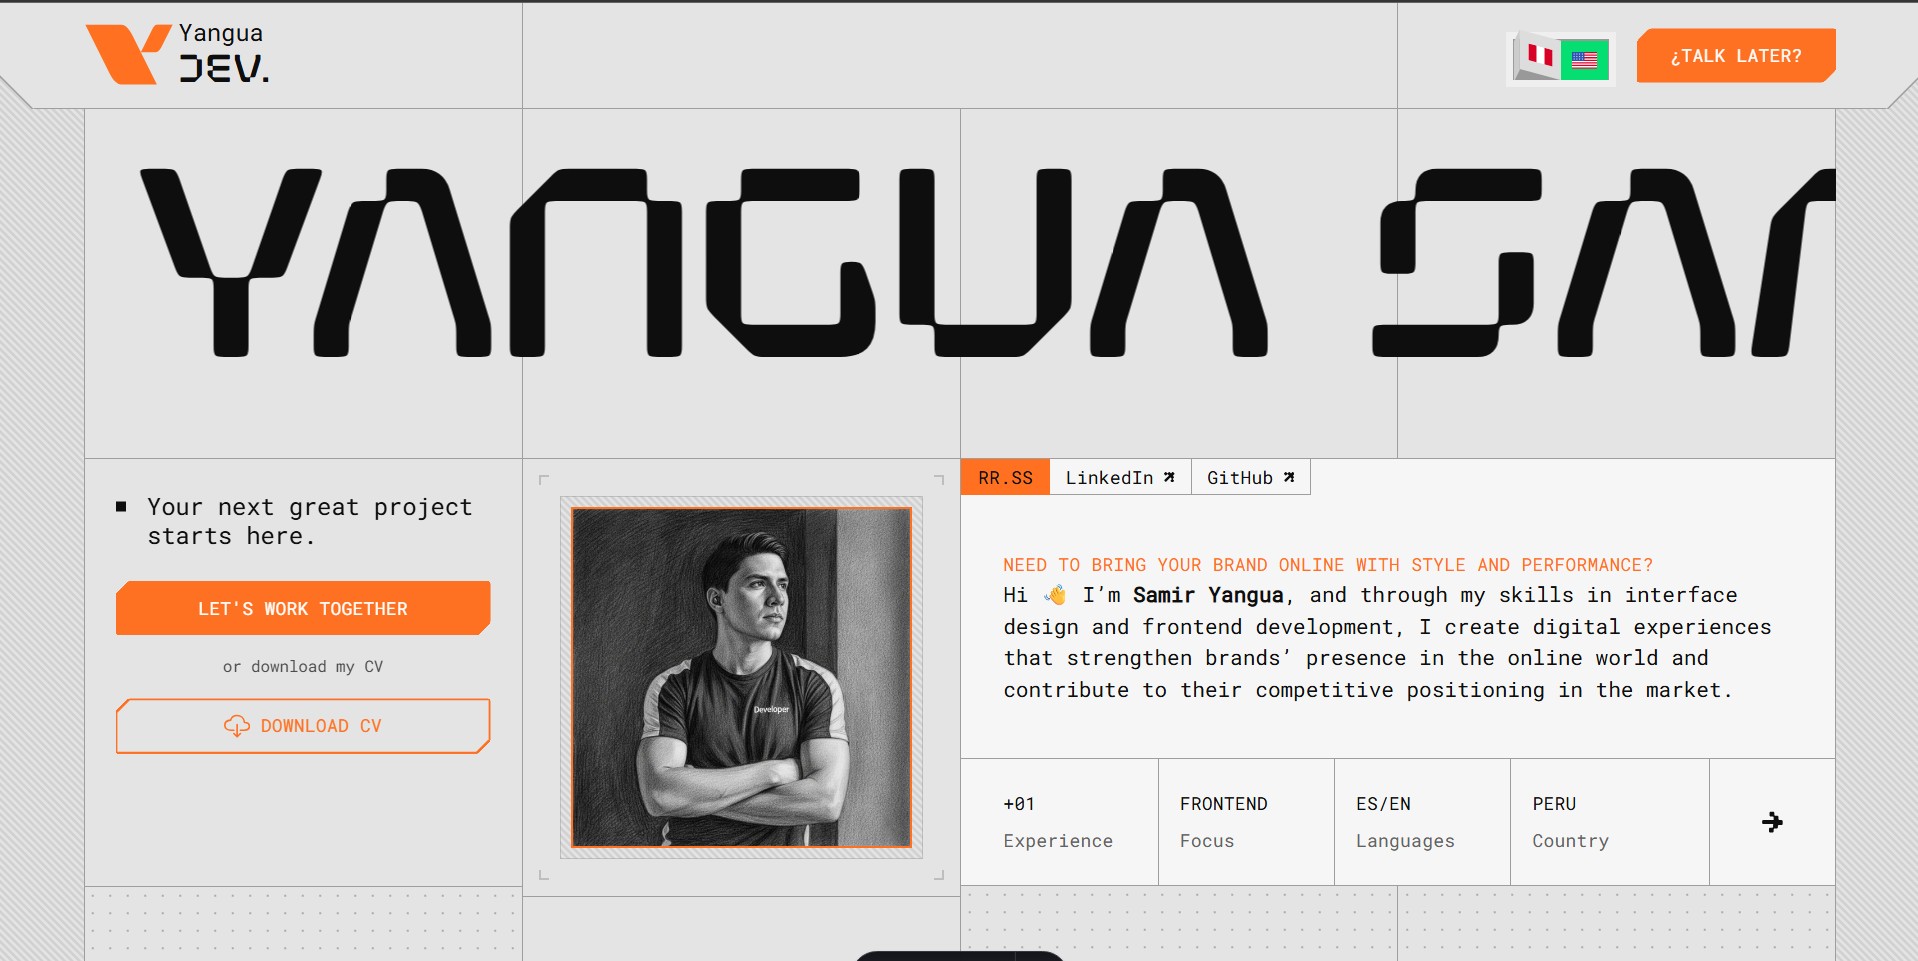 Yangua
DEV.
¿TALK LATER?
YANGUA SA
Your next great project
starts here.
LET'S WORK TOGETHER
or download my CV
DOWNLOAD CV
Developer
RR.SS
LinkedIn
GitHub
NEED TO BRING YOUR BRAND ONLINE WITH STYLE AND PERFORMANCE?
Hi 👋 I’m Samir Yangua, and through my skills in interface
design and frontend development, I create digital experiences
that strengthen brands’ presence in the online world and
contribute to their competitive positioning in the market.
+01
Experience
FRONTEND
Focus
ES/EN
Languages
PERU
Country